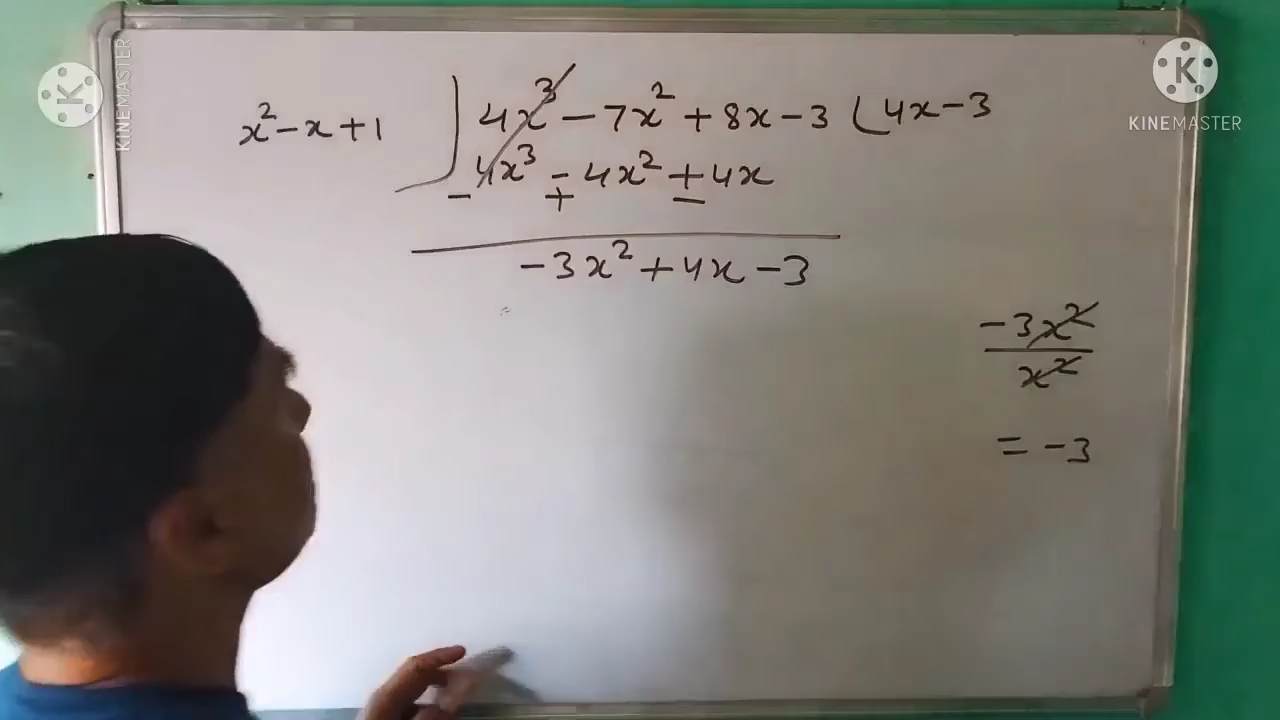 KINEMASTER
KINEMASTER
x² - x + 1 ) 4x³ - 7x² + 8x - 3 ( 4x - 3
4x³ - 4x² + 4x
- + -
-3x² + 4x - 3
-3x²
x²
= -3